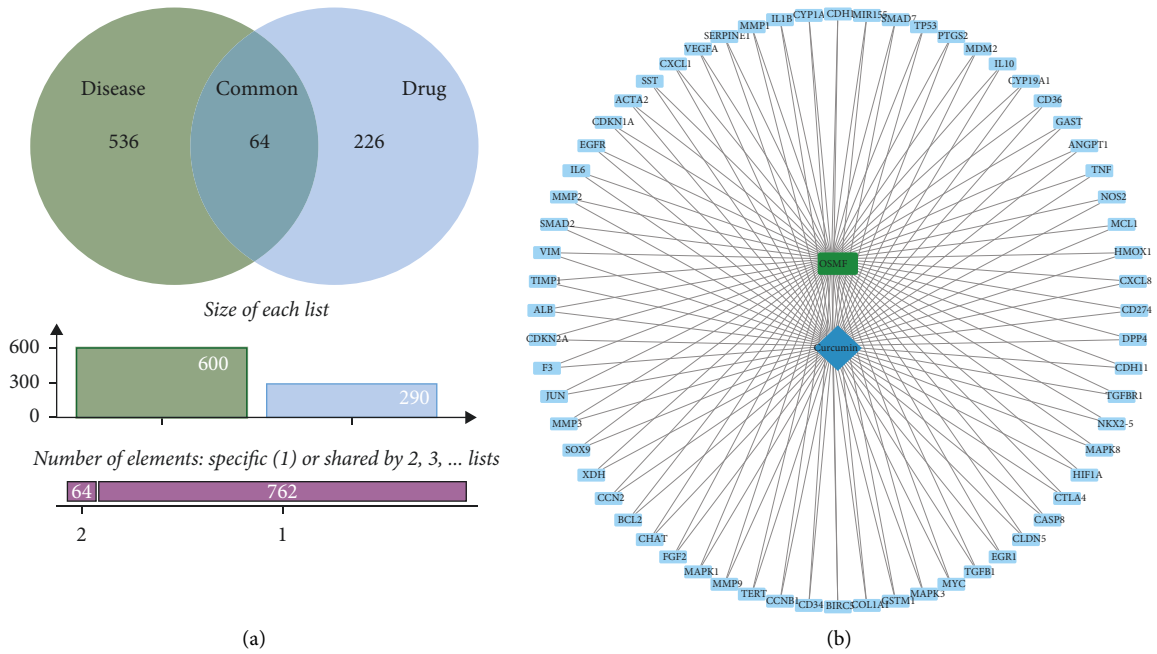 Disease
Common
Drug
536
64
226
Size of each list
600
300
0
600
290
Number of elements: specific (1) or shared by 2, 3, ... lists
64
762
2
1
(a)
CDH1
MIR155
SMAD7
TP53
PTGS2
MDM2
IL10
CYP19A1
CD36
GAST
ANGPT1
TNF
NOS2
MCL1
HMOX1
CXCL8
CD274
DPP4
CDH11
TGFBR1
NKX2-5
MAPK8
HIF1A
CTLA4
CASP8
CLDN5
EGR1
TGFB1
MYC
MAPK3
GSTM1
COL1A1
BIRC5
CD34
CCNB1
TERT
MMP9
MAPK1
FGF2
CHAT
BCL2
CCN2
XDH
SOX9
MMP3
JUN
F3
CDKN2A
ALB
TIMP1
VIM
SMAD2
MMP2
IL6
EGFR
CDKN1A
ACTA2
SST
CXCL1
VEGFA
SERPINE1
MMP1
IL1B
OSMF
Curcumin
(b)